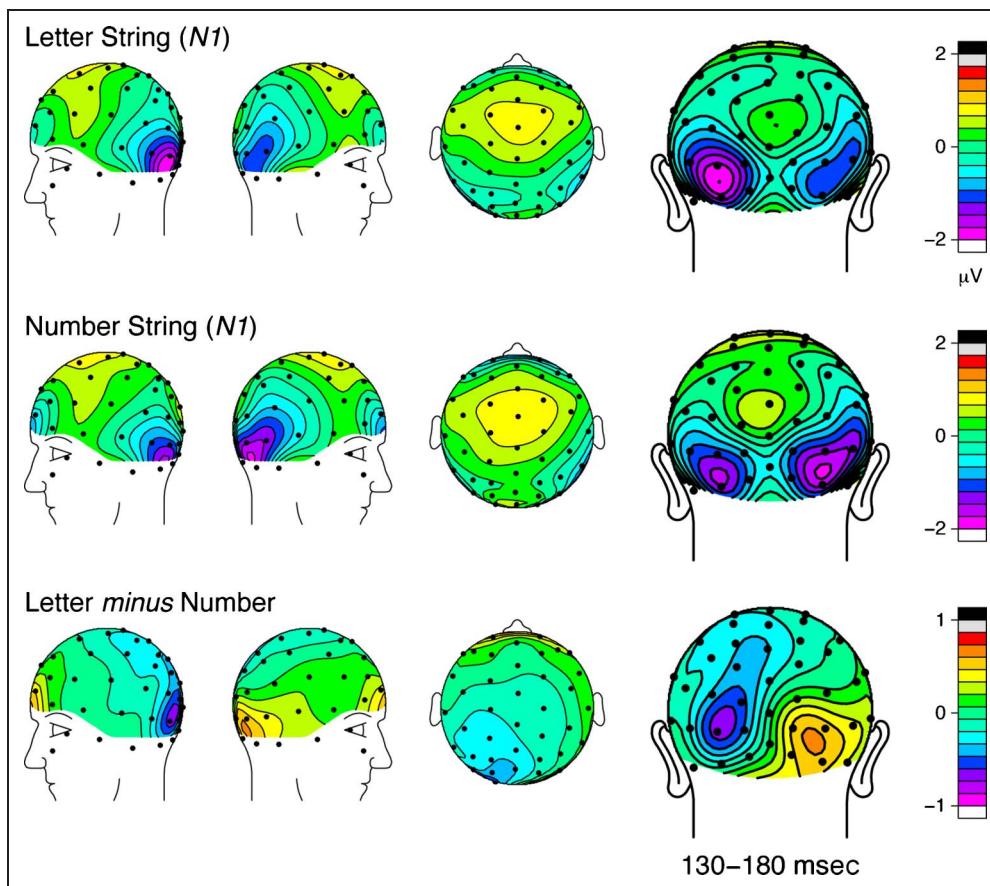 Letter String (N1)
2
0
−2
μV
Number String (N1)
2
0
−2
Letter minus Number
1
0
−1
130–180 msec